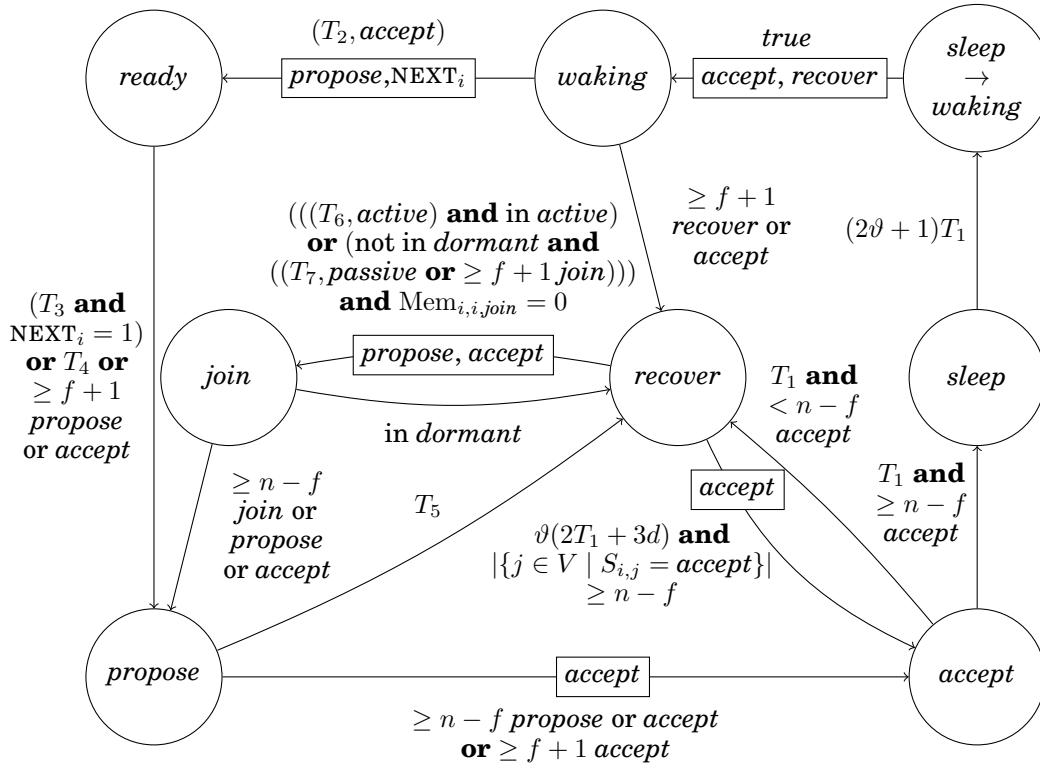 (T₂, accept)
ready
propose,NEXTᵢ
waking
true
accept, recover
sleep
→
waking
≥ f + 1
recover or
accept
(2ϑ + 1)T₁
(((T₆, active) and in active)
or (not in dormant and
((T₇, passive or ≥ f + 1 join)))
and Memᵢ,ᵢ,join = 0
(T₃ and
NEXTᵢ = 1)
or T₄ or
≥ f + 1
propose
or accept
join
propose, accept
recover
in dormant
T₁ and
< n − f
accept
sleep
T₁ and
≥ n − f
accept
≥ n − f
join or
propose
or accept
T₅
accept
ϑ(2T₁ + 3d) and
|{j ∈ V | Sᵢ,ⱼ = accept}|
≥ n − f
propose
accept
accept
≥ n − f propose or accept
or ≥ f + 1 accept